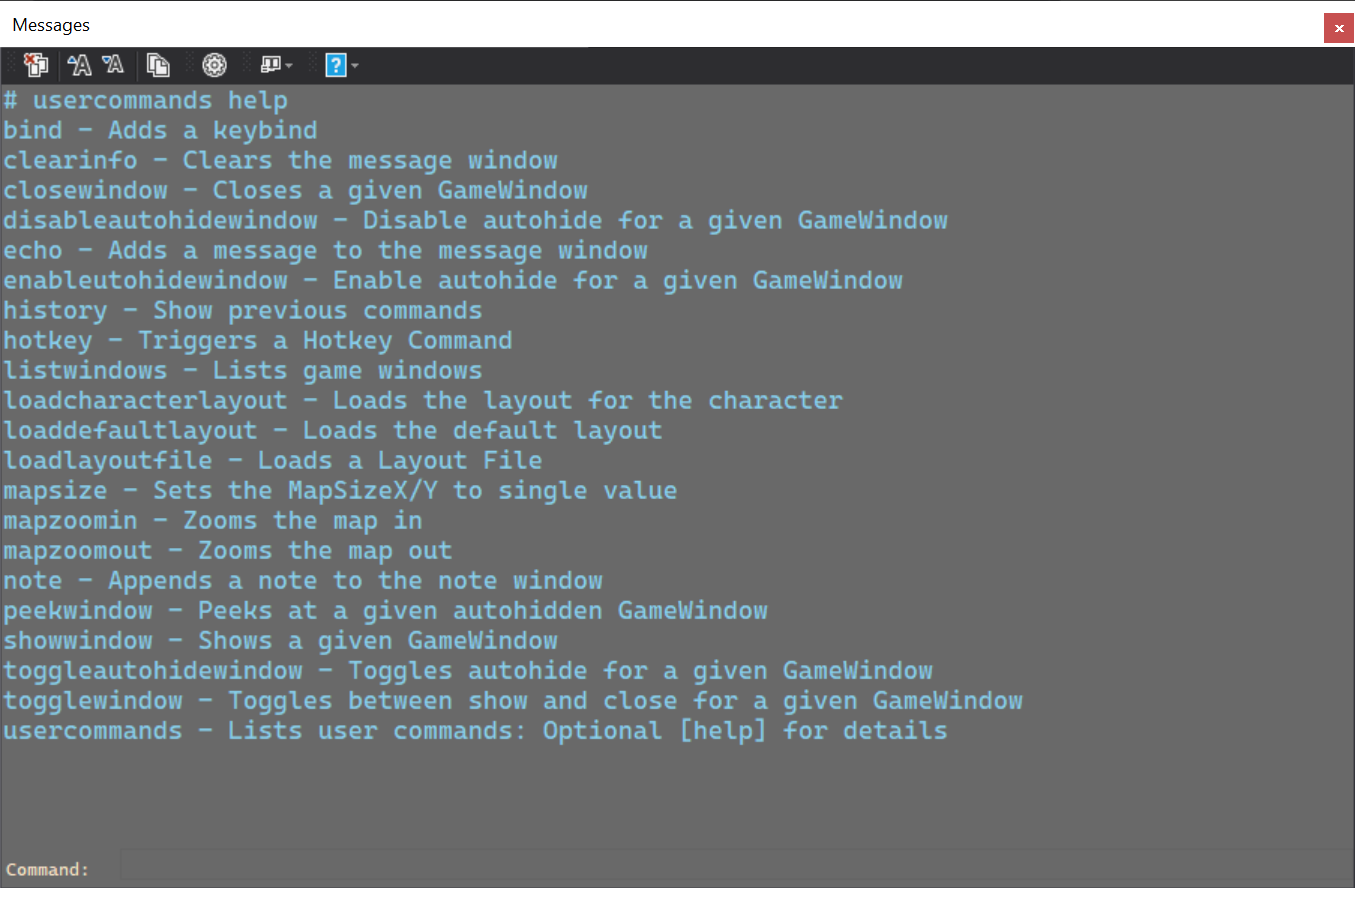 Messages
# usercommands help
bind - Adds a keybind
clearinfo - Clears the message window
closewindow - Closes a given GameWindow
disableautohidewindow - Disable autohide for a given GameWindow
echo - Adds a message to the message window
enableutohidewindow - Enable autohide for a given GameWindow
history - Show previous commands
hotkey - Triggers a Hotkey Command
listwindows - Lists game windows
loadcharacterlayout - Loads the layout for the character
loaddefaultlayout - Loads the default layout
loadlayoutfile - Loads a Layout File
mapsize - Sets the MapSizeX/Y to single value
mapzoomin - Zooms the map in
mapzoomout - Zooms the map out
note - Appends a note to the note window
peekwindow - Peeks at a given autohidden GameWindow
showwindow - Shows a given GameWindow
toggleautohidewindow - Toggles autohide for a given GameWindow
togglewindow - Toggles between show and close for a given GameWindow
usercommands - Lists user commands: Optional [help] for details
Command: